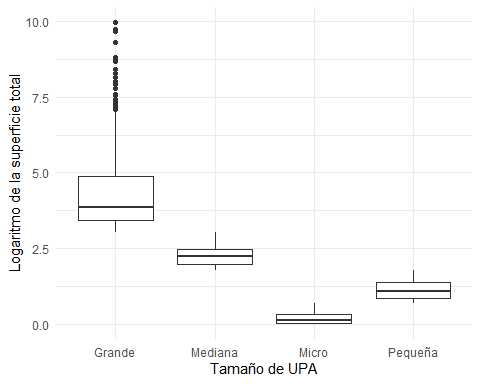 Logaritmo de la superficie total
10.0
7.5
5.0
2.5
0.0
Grande Mediana Micro Pequeña
Tamaño de UPA